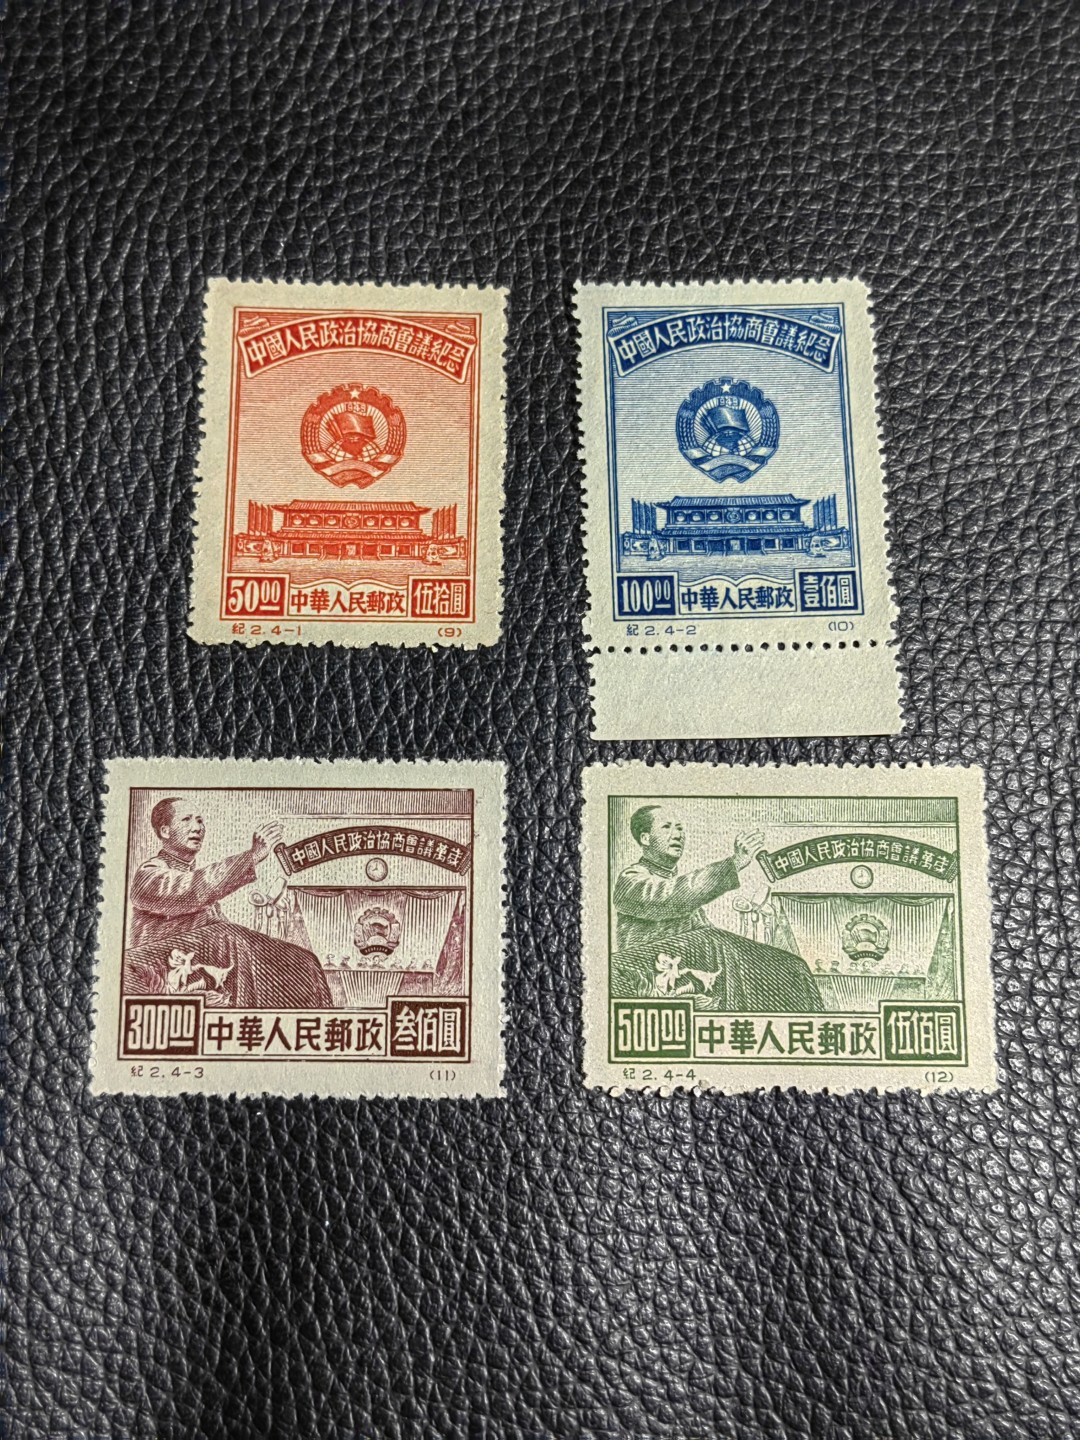 中國人民政治協商會議紀念
50.00 中華人民郵政 伍拾圓
紀 2. 4-1 (9)
中國人民政治協商會議紀念
100.00 中華人民郵政 壹佰圓
紀 2. 4-2 (10)
中國人民政治協商會議萬歲
300.00 中華人民郵政 叁佰圓
紀 2. 4-3 (11)
中國人民政治協商會議萬歲
500.00 中華人民郵政 伍佰圓
紀 2. 4-4 (12)